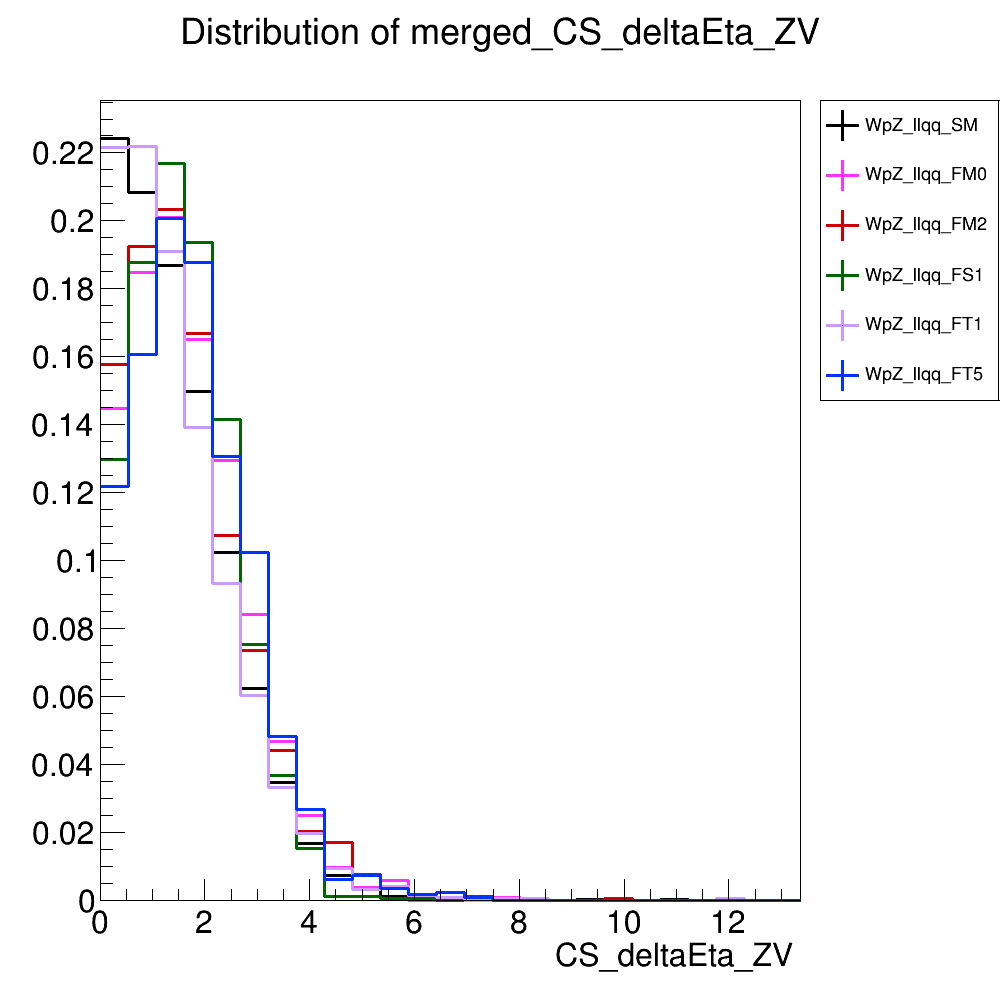 Distribution of merged_CS_deltaEta_ZV
WpZ_llqq_SM
WpZ_llqq_FM0
WpZ_llqq_FM2
WpZ_llqq_FS1
WpZ_llqq_FT1
WpZ_llqq_FT5
0.22
0.2
0.18
0.16
0.14
0.12
0.1
0.08
0.06
0.04
0.02
0
0 2 4 6 8 10 12
CS_deltaEta_ZV